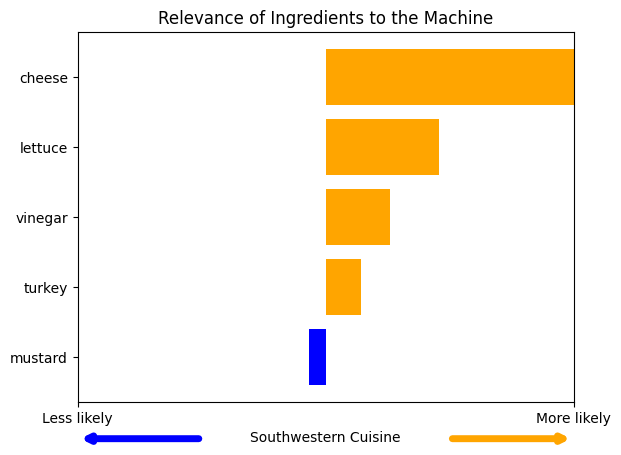 Relevance of Ingredients to the Machine
cheese
lettuce
vinegar
turkey
mustard
Less likely
More likely
Southwestern Cuisine